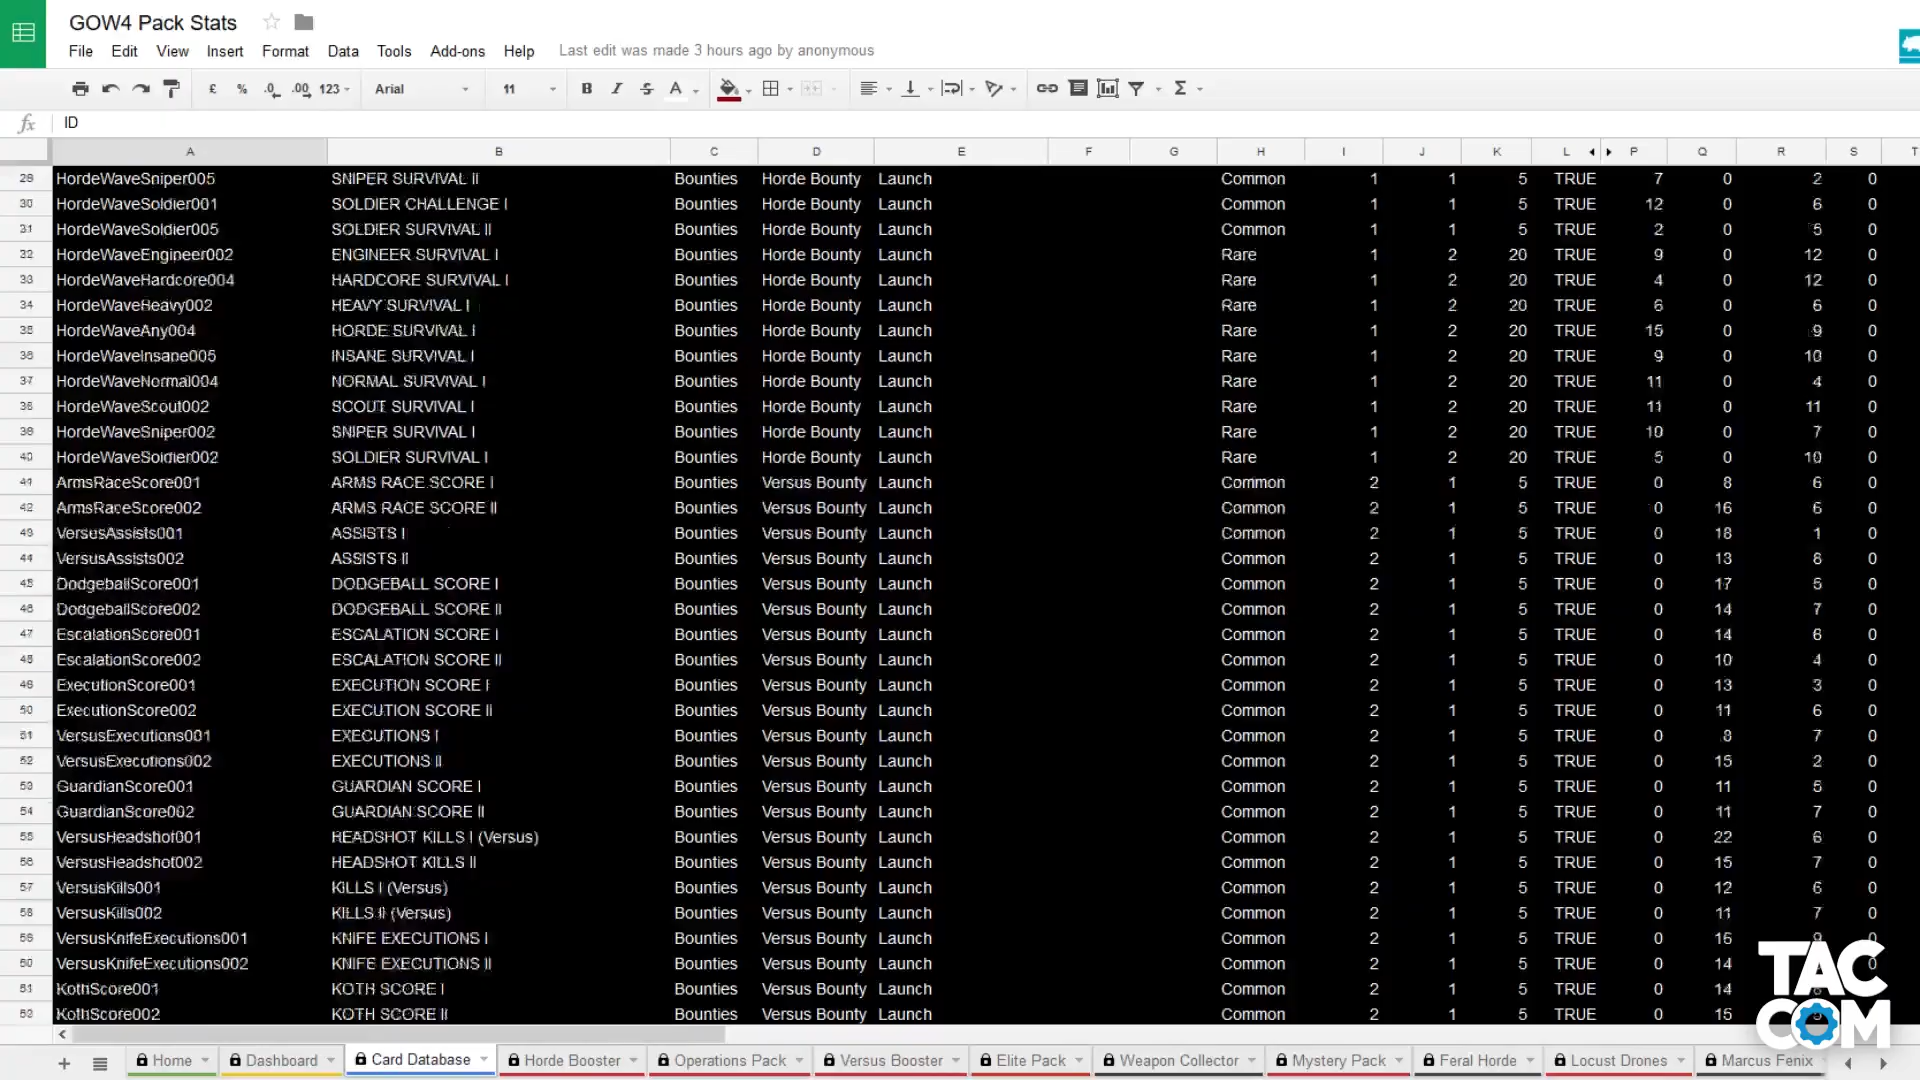 GOW4 Pack Stats
File Edit View Insert Format Data Tools Add-ons Help Last edit was made 3 hours ago by anonymous
£ % .0 .00 123 Arial 11 B I S A Σ
fx ID
A B C D E F G H I J K L P Q R S T
29 HordeWaveSniper005 SNIPER SURVIVAL II Bounties Horde Bounty Launch Common 1 1 5 TRUE 7 0 2 0
30 HordeWaveSoldier001 SOLDIER CHALLENGE I Bounties Horde Bounty Launch Common 1 1 5 TRUE 12 0 6 0
31 HordeWaveSoldier005 SOLDIER SURVIVAL II Bounties Horde Bounty Launch Common 1 1 5 TRUE 2 0 5 0
32 HordeWaveEngineer002 ENGINEER SURVIVAL I Bounties Horde Bounty Launch Rare 1 2 20 TRUE 9 0 12 0
33 HordeWaveHardcore004 HARDCORE SURVIVAL I Bounties Horde Bounty Launch Rare 1 2 20 TRUE 4 0 12 0
34 HordeWaveHeavy002 HEAVY SURVIVAL I Bounties Horde Bounty Launch Rare 1 2 20 TRUE 6 0 6 0
35 HordeWaveAny004 HORDE SURVIVAL I Bounties Horde Bounty Launch Rare 1 2 20 TRUE 15 0 9 0
36 HordeWaveInsane005 INSANE SURVIVAL I Bounties Horde Bounty Launch Rare 1 2 20 TRUE 9 0 10 0
37 HordeWaveNormal004 NORMAL SURVIVAL I Bounties Horde Bounty Launch Rare 1 2 20 TRUE 11 0 4 0
38 HordeWaveScout002 SCOUT SURVIVAL I Bounties Horde Bounty Launch Rare 1 2 20 TRUE 11 0 11 0
39 HordeWaveSniper002 SNIPER SURVIVAL I Bounties Horde Bounty Launch Rare 1 2 20 TRUE 10 0 7 0
40 HordeWaveSoldier002 SOLDIER SURVIVAL I Bounties Horde Bounty Launch Rare 1 2 20 TRUE 5 0 10 0
41 ArmsRaceScore001 ARMS RACE SCORE I Bounties Versus Bounty Launch Common 2 1 5 TRUE 0 8 6 0
42 ArmsRaceScore002 ARMS RACE SCORE II Bounties Versus Bounty Launch Common 2 1 5 TRUE 0 16 6 0
43 VersusAssists001 ASSISTS I Bounties Versus Bounty Launch Common 2 1 5 TRUE 0 18 1 0
44 VersusAssists002 ASSISTS II Bounties Versus Bounty Launch Common 2 1 5 TRUE 0 13 8 0
45 DodgeballScore001 DODGEBALL SCORE I Bounties Versus Bounty Launch Common 2 1 5 TRUE 0 17 5 0
46 DodgeballScore002 DODGEBALL SCORE II Bounties Versus Bounty Launch Common 2 1 5 TRUE 0 14 7 0
47 EscalationScore001 ESCALATION SCORE I Bounties Versus Bounty Launch Common 2 1 5 TRUE 0 14 6 0
48 EscalationScore002 ESCALATION SCORE II Bounties Versus Bounty Launch Common 2 1 5 TRUE 0 10 4 0
49 ExecutionScore001 EXECUTION SCORE I Bounties Versus Bounty Launch Common 2 1 5 TRUE 0 13 3 0
50 ExecutionScore002 EXECUTION SCORE II Bounties Versus Bounty Launch Common 2 1 5 TRUE 0 11 6 0
51 VersusExecutions001 EXECUTIONS I Bounties Versus Bounty Launch Common 2 1 5 TRUE 0 8 7 0
52 VersusExecutions002 EXECUTIONS II Bounties Versus Bounty Launch Common 2 1 5 TRUE 0 15 2 0
53 GuardianScore001 GUARDIAN SCORE I Bounties Versus Bounty Launch Common 2 1 5 TRUE 0 11 5 0
54 GuardianScore002 GUARDIAN SCORE II Bounties Versus Bounty Launch Common 2 1 5 TRUE 0 11 7 0
55 VersusHeadshot001 HEADSHOT KILLS I (Versus) Bounties Versus Bounty Launch Common 2 1 5 TRUE 0 22 6 0
56 VersusHeadshot002 HEADSHOT KILLS II Bounties Versus Bounty Launch Common 2 1 5 TRUE 0 15 7 0
57 VersusKills001 KILLS I (Versus) Bounties Versus Bounty Launch Common 2 1 5 TRUE 0 12 6 0
58 VersusKills002 KILLS II (Versus) Bounties Versus Bounty Launch Common 2 1 5 TRUE 0 11 7 0
59 VersusKnifeExecutions001 KNIFE EXECUTIONS I Bounties Versus Bounty Launch Common 2 1 5 TRUE 0 16 9 0
60 VersusKnifeExecutions002 KNIFE EXECUTIONS II Bounties Versus Bounty Launch Common 2 1 5 TRUE 0 14 0
61 KothScore001 KOTH SCORE I Bounties Versus Bounty Launch Common 2 1 5 TRUE 0 14
62 KothScore002 KOTH SCORE II Bounties Versus Bounty Launch Common 2 1 5 TRUE 0 15
TAC
COM
Home Dashboard Card Database Horde Booster Operations Pack Versus Booster Elite Pack Weapon Collector Mystery Pack Feral Horde Locust Drones Marcus Fenix